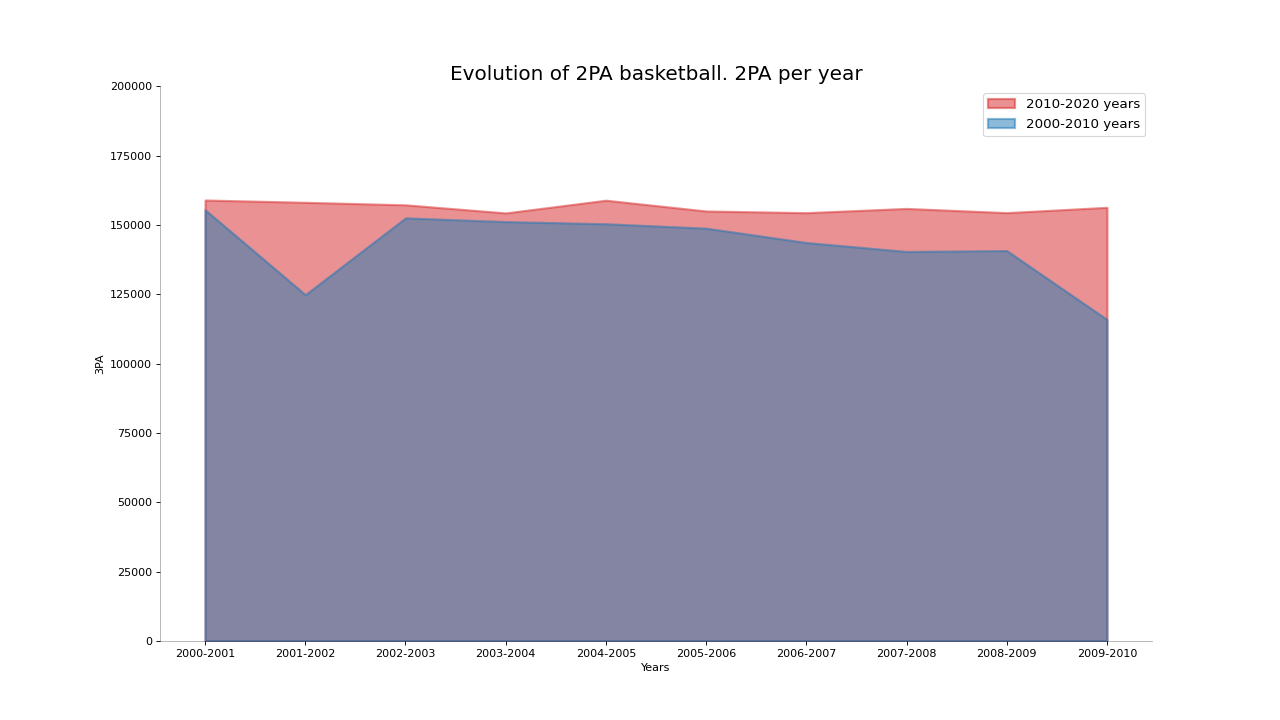 Evolution of 2PA basketball. 2PA per year
2010-2020 years
2000-2010 years
200000
175000
150000
125000
100000
75000
50000
25000
0
3PA
2000-2001 2001-2002 2002-2003 2003-2004 2004-2005 2005-2006 2006-2007 2007-2008 2008-2009 2009-2010
Years